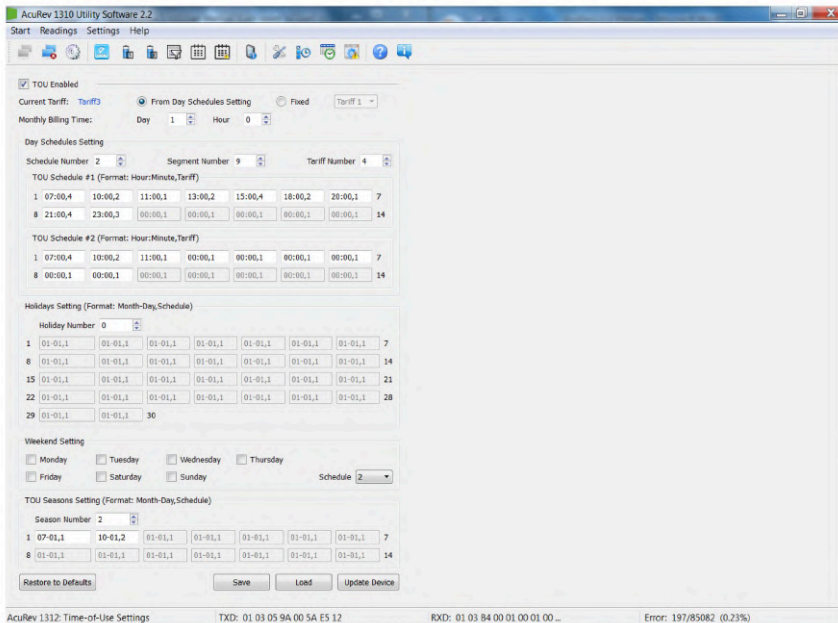 AcuRev 1310 Utility Software 2.2
Start Readings Settings Help
TOU Enabled
Current Tariff: Tariff3 From Day Schedules Setting Fixed Tariff 1
Monthly Billing Time: Day 1 Hour 0
Day Schedules Setting
Schedule Number 2 Segment Number 9 Tariff Number 4
TOU Schedule #1 (Format: Hour:Minute,Tariff)
1 07:00,4 10:00,2 11:00,1 13:00,2 15:00,4 18:00,2 20:00,1 7
8 21:00,4 23:00,3 00:00,1 00:00,1 00:00,1 00:00,1 00:00,1 14
TOU Schedule #2 (Format: Hour:Minute,Tariff)
1 07:00,4 10:00,2 11:00,1 00:00,1 00:00,1 00:00,1 00:00,1 7
8 00:00,1 00:00,1 00:00,1 00:00,1 00:00,1 00:00,1 00:00,1 14
Holidays Setting (Format: Month-Day,Schedule)
Holiday Number 0
1 01-01,1 01-01,1 01-01,1 01-01,1 01-01,1 01-01,1 01-01,1 7
8 01-01,1 01-01,1 01-01,1 01-01,1 01-01,1 01-01,1 01-01,1 14
15 01-01,1 01-01,1 01-01,1 01-01,1 01-01,1 01-01,1 01-01,1 21
22 01-01,1 01-01,1 01-01,1 01-01,1 01-01,1 01-01,1 01-01,1 28
29 01-01,1 01-01,1 30
Weekend Setting
Monday Tuesday Wednesday Thursday
Friday Saturday Sunday Schedule 2
TOU Seasons Setting (Format: Month-Day,Schedule)
Season Number 2
1 07-01,1 10-01,2 01-01,1 01-01,1 01-01,1 01-01,1 01-01,1 7
8 01-01,1 01-01,1 01-01,1 01-01,1 01-01,1 01-01,1 01-01,1 14
Restore to Defaults Save Load Update Device
AcuRev 1312: Time-of-Use Settings TXD: 01 03 05 9A 00 5A E5 12 RXD: 01 03 B4 00 01 00 01 00 ... Error: 197/85082 (0.23%)